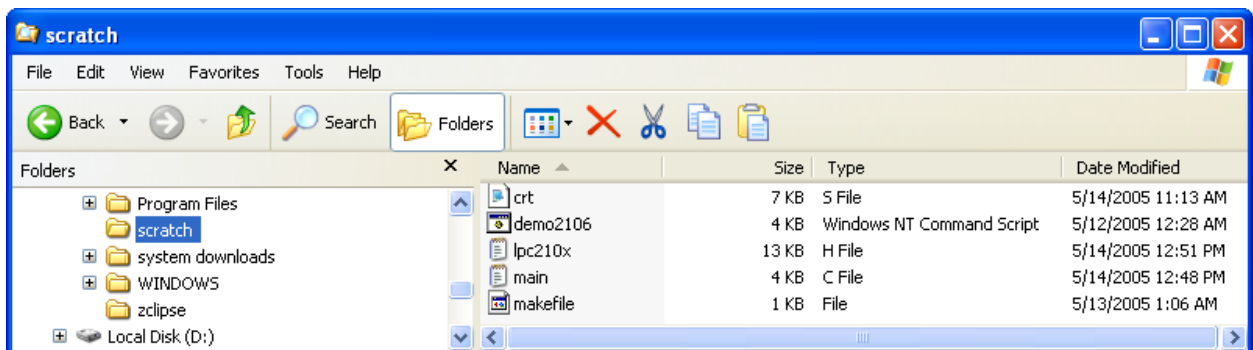 scratch
File Edit View Favorites Tools Help
Back Search Folders
Folders X Name Size Type Date Modified
Program Files crt 7 KB S File 5/14/2005 11:13 AM
scratch demo2106 4 KB Windows NT Command Script 5/12/2005 12:28 AM
system downloads lpc210x 13 KB H File 5/14/2005 12:51 PM
WINDOWS main 4 KB C File 5/14/2005 12:48 PM
zclipse makefile 1 KB File 5/13/2005 1:06 AM
Local Disk (D:)